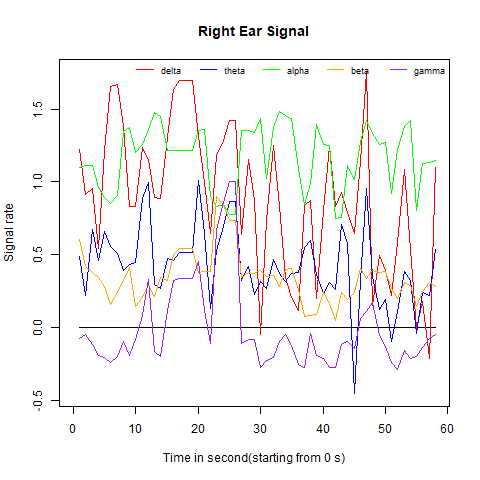 Right Ear Signal
delta theta alpha beta gamma
Signal rate
1.5
1.0
0.5
0.0
-0.5
0 10 20 30 40 50 60
Time in second(starting from 0 s)